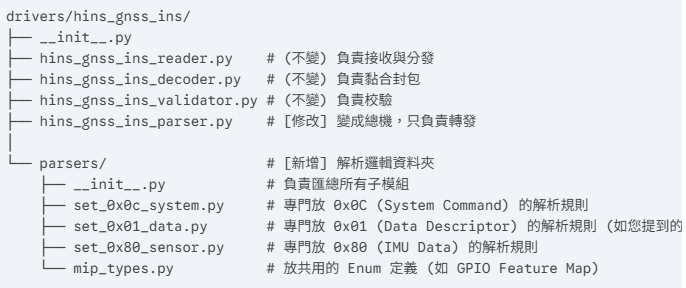 drivers/hins_gnss_ins/
├── __init__.py
├── hins_gnss_ins_reader.py    # (不變) 負責接收與分發
├── hins_gnss_ins_decoder.py   # (不變) 負責黏合封包
├── hins_gnss_ins_validator.py # (不變) 負責校驗
├── hins_gnss_ins_parser.py    # [修改] 變成總機，只負責轉發
│
└── parsers/                   # [新增] 解析邏輯資料夾
    ├── __init__.py            # 負責匯總所有子模組
    ├── set_0x0c_system.py     # 專門放 0x0C (System Command) 的解析規則
    ├── set_0x01_data.py       # 專門放 0x01 (Data Descriptor) 的解析規則 (如您提到的
    ├── set_0x80_sensor.py     # 專門放 0x80 (IMU Data) 的解析規則
    └── mip_types.py           # 放共用的 Enum 定義 (如 GPIO Feature Map)